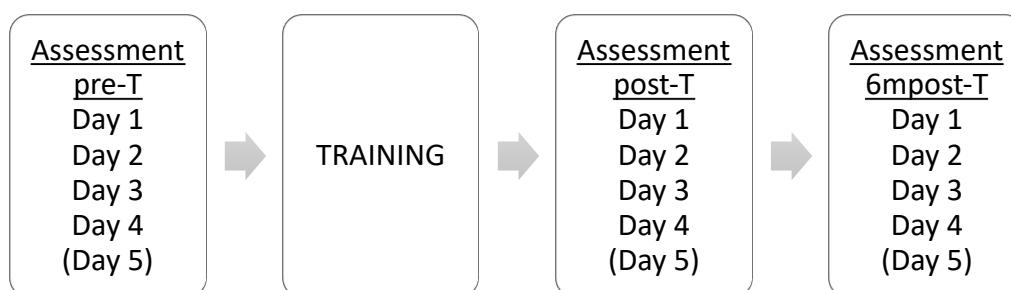 Assessment
pre-T
Day 1
Day 2
Day 3
Day 4
(Day 5)
TRAINING
Assessment
post-T
Day 1
Day 2
Day 3
Day 4
(Day 5)
Assessment
6mpost-T
Day 1
Day 2
Day 3
Day 4
(Day 5)